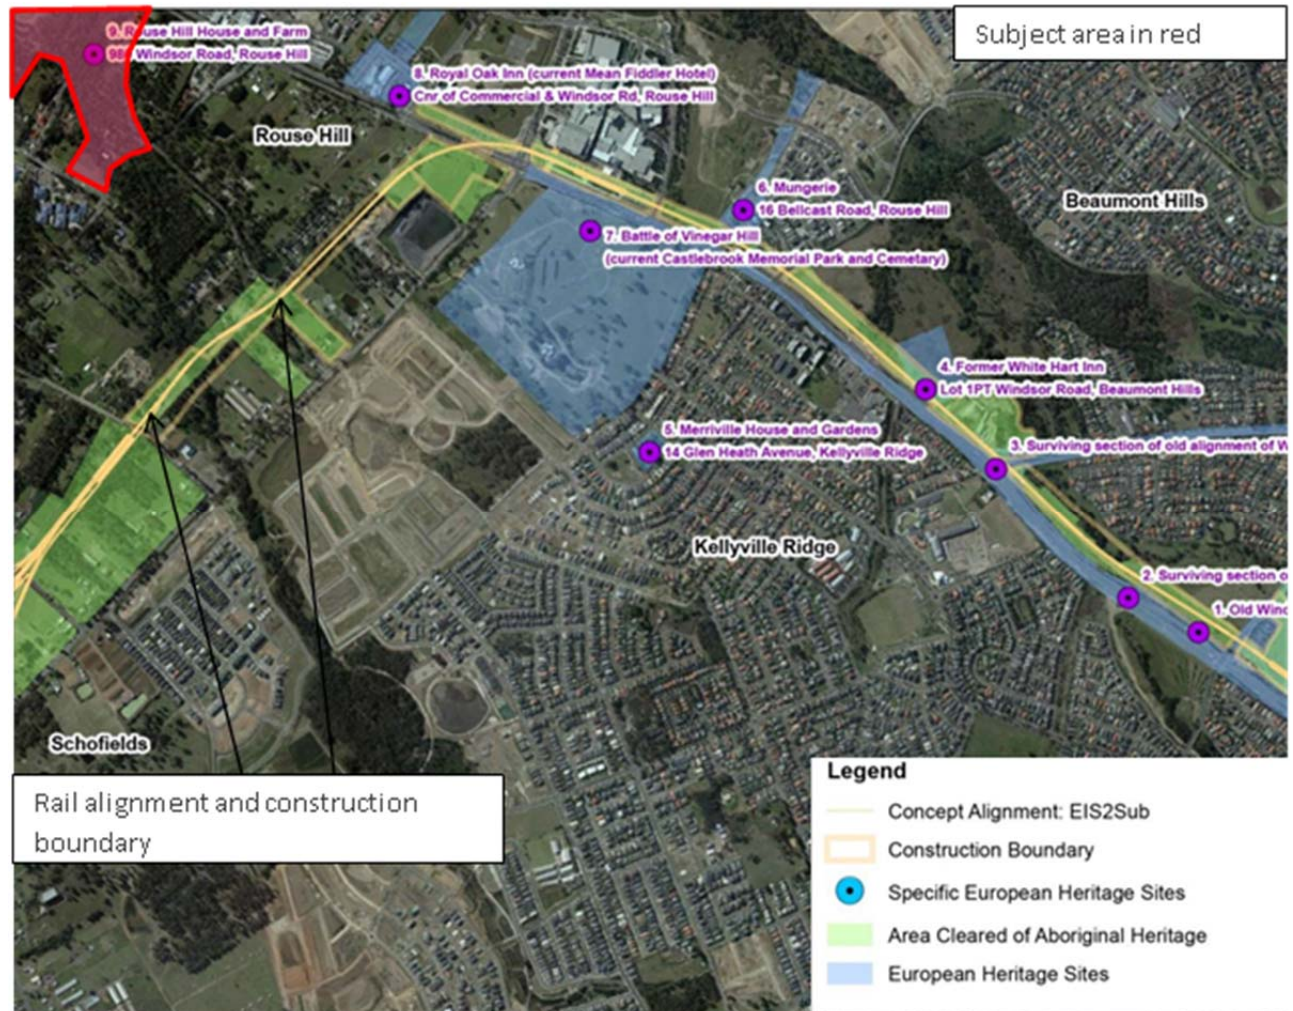 Subject area in red
9. Rouse Hill House and Farm
Windsor Road, Rouse Hill
8. Royal Oak Inn (current Mean Fiddler Hotel)
Cnr of Commercial & Windsor Rd, Rouse Hill
Rouse Hill
6. Mungerie
16 Bellcast Road, Rouse Hill
Beaumont Hills
7. Battle of Vinegar Hill
(current Castlebrook Memorial Park and Cemetary)
4. Former White Hart Inn
Lot 1PT Windsor Road, Beaumont Hills
5. Merriville House and Gardens
14 Glen Heath Avenue, Kellyville Ridge
3. Surviving section of old alignment of W
Kellyville Ridge
2. Surviving section o
1. Old Wind
Schofields
Rail alignment and construction
boundary
Legend
Concept Alignment: EIS2Sub
Construction Boundary
Specific European Heritage Sites
Area Cleared of Aboriginal Heritage
European Heritage Sites